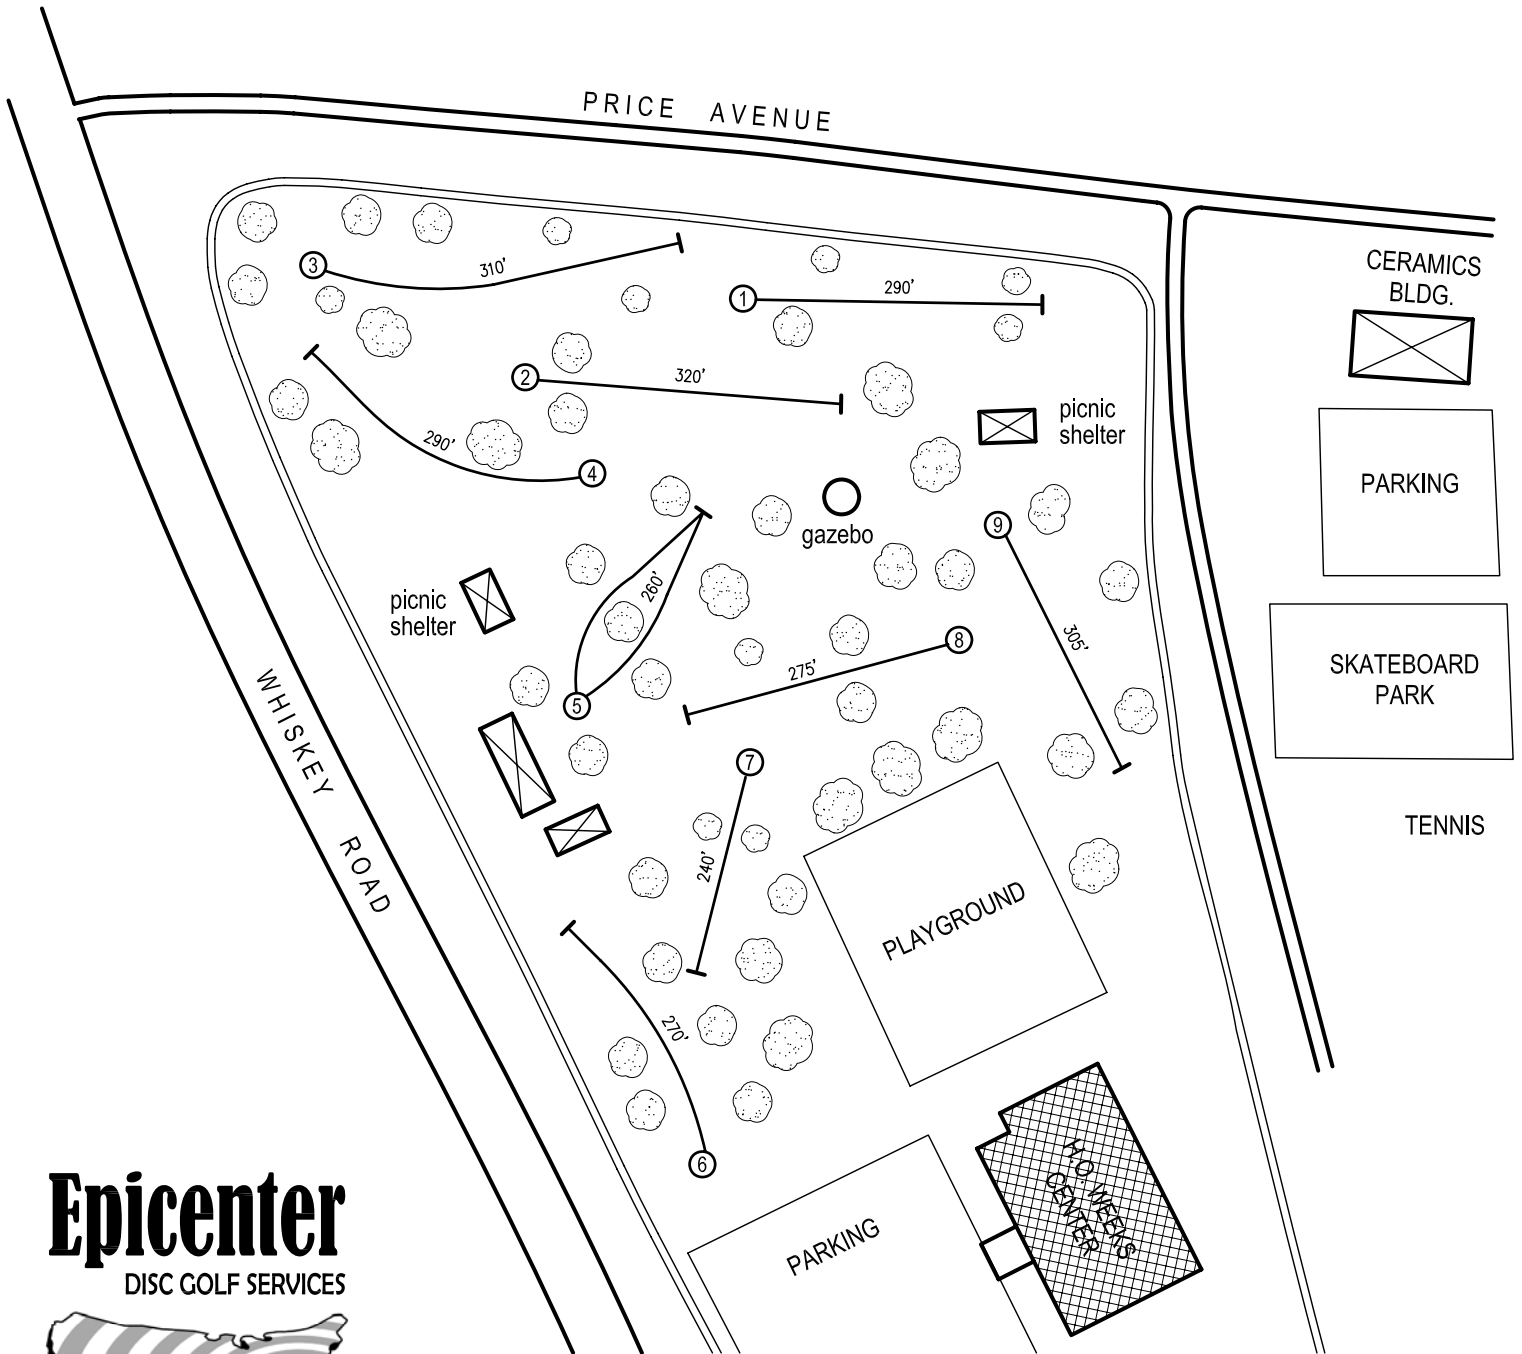 PRICE AVENUE
CERAMICS
BLDG.
3
310'
1
290'
2
320'
picnic
shelter
290'
4
PARKING
gazebo
9
260'
picnic
shelter
305'
8
275'
SKATEBOARD
PARK
5
WHISKEY ROAD
7
TENNIS
240'
PLAYGROUND
270'
6
H.O. WEEKS
CENTER
PARKING
Epicenter
DISC GOLF SERVICES